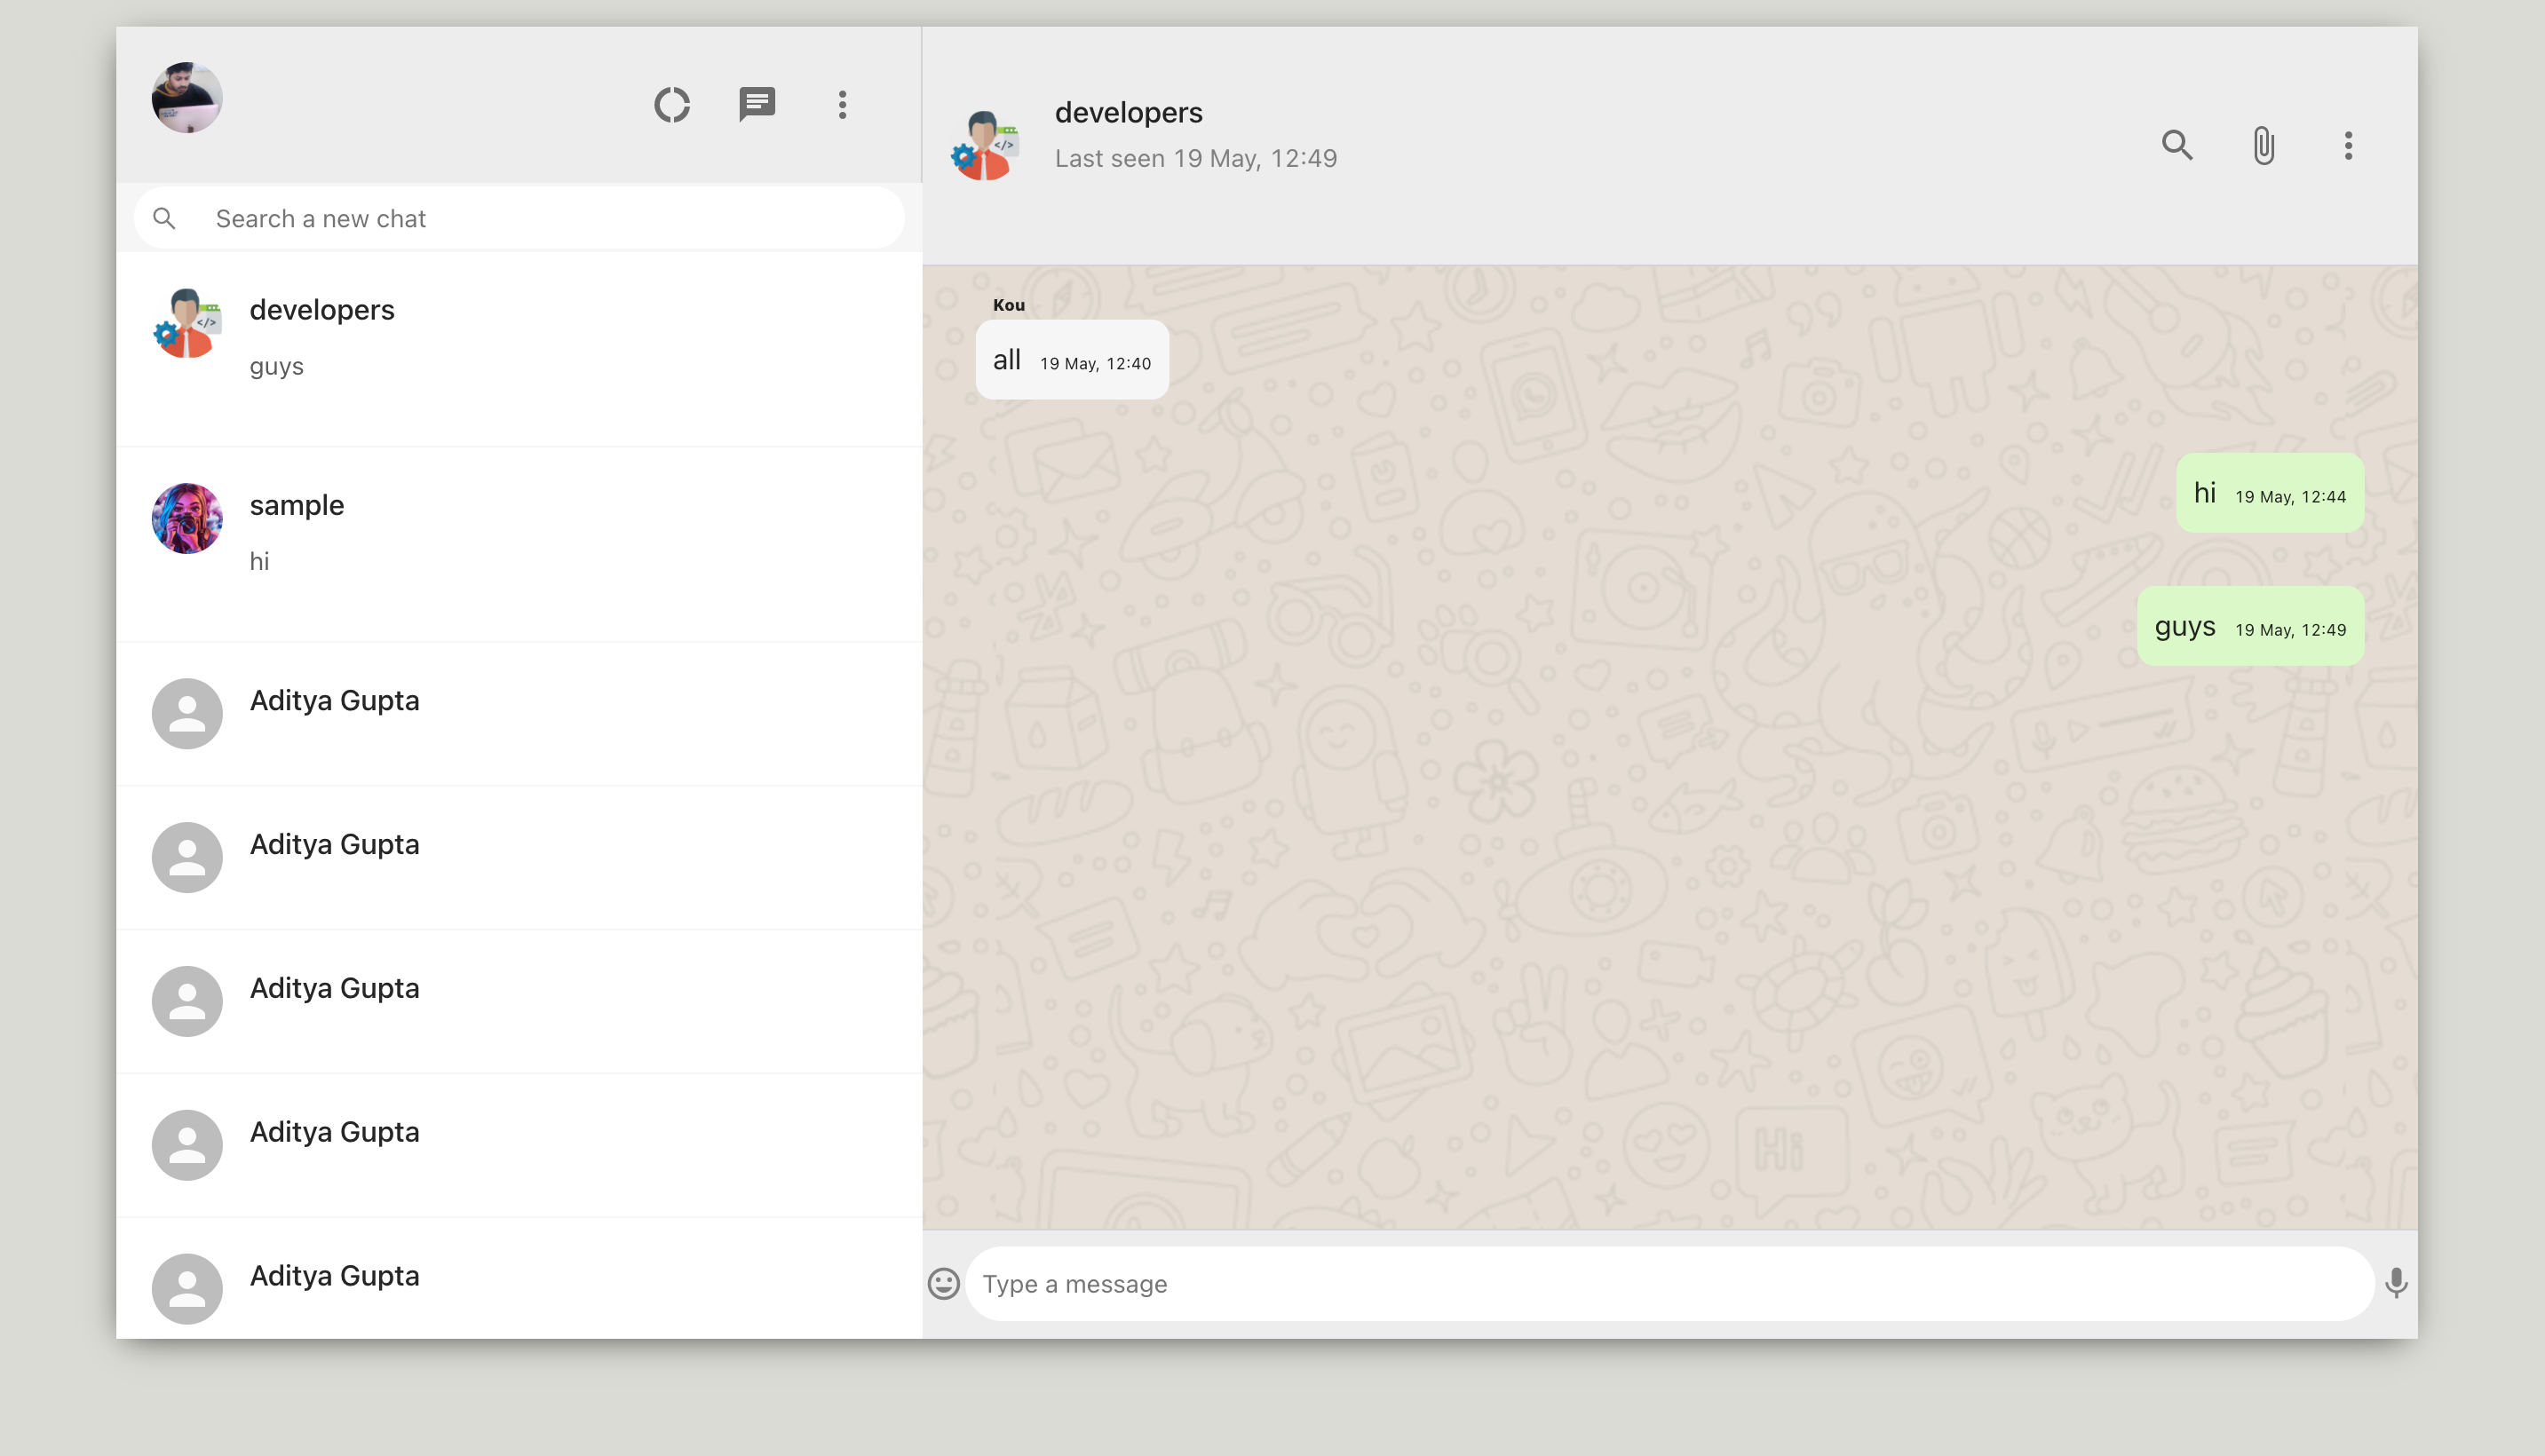 Search a new chat
developers
guys
sample
hi
Aditya Gupta
Aditya Gupta
Aditya Gupta
Aditya Gupta
Aditya Gupta
developers
Last seen 19 May, 12:49
Kou
all 19 May, 12:40
hi 19 May, 12:44
guys 19 May, 12:49
Hi
Type a message